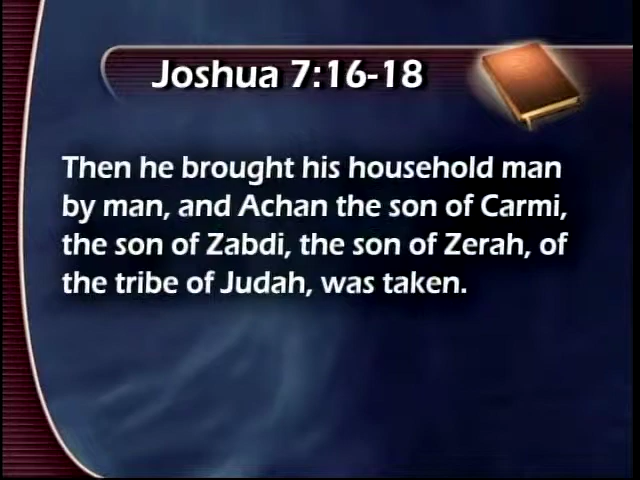 Joshua 7:16-18
Then he brought his household man
by man, and Achan the son of Carmi,
the son of Zabdi, the son of Zerah, of
the tribe of Judah, was taken.